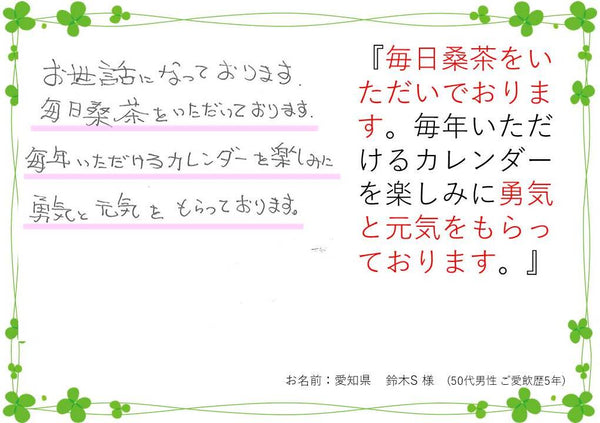 お世話になっております.
毎日桑茶をいただいております.
毎年いただけるカレンダーを楽しみに
勇気と元気をもらっております。
『毎日桑茶をい
ただいでおりま
す。毎年いただ
けるカレンダー
を楽しみに勇気
と元気をもらっ
ております。』
お名前：愛知県　鈴木S 様　(50代男性 ご愛飲歴5年)